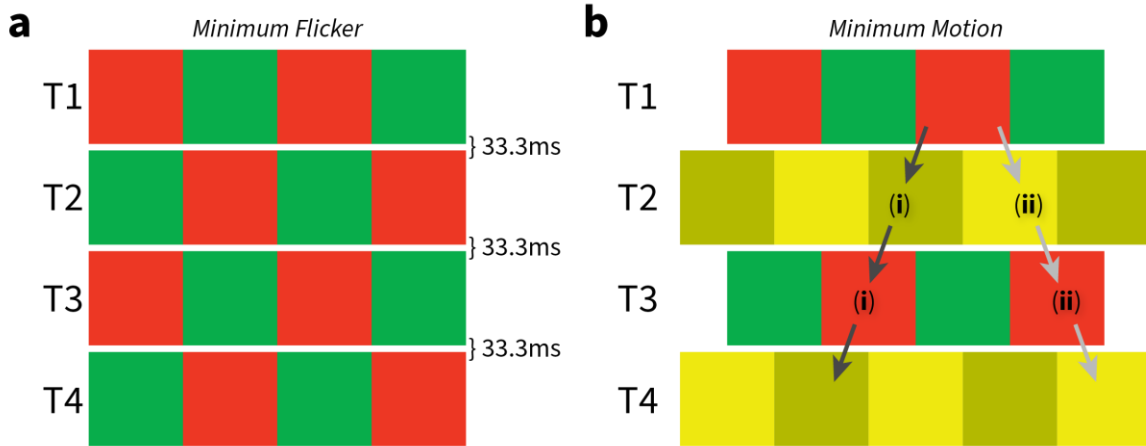 a
Minimum Flicker
T1
} 33.3ms
T2
} 33.3ms
T3
} 33.3ms
T4
b
Minimum Motion
T1
T2
(i)
(ii)
T3
(i)
(ii)
T4